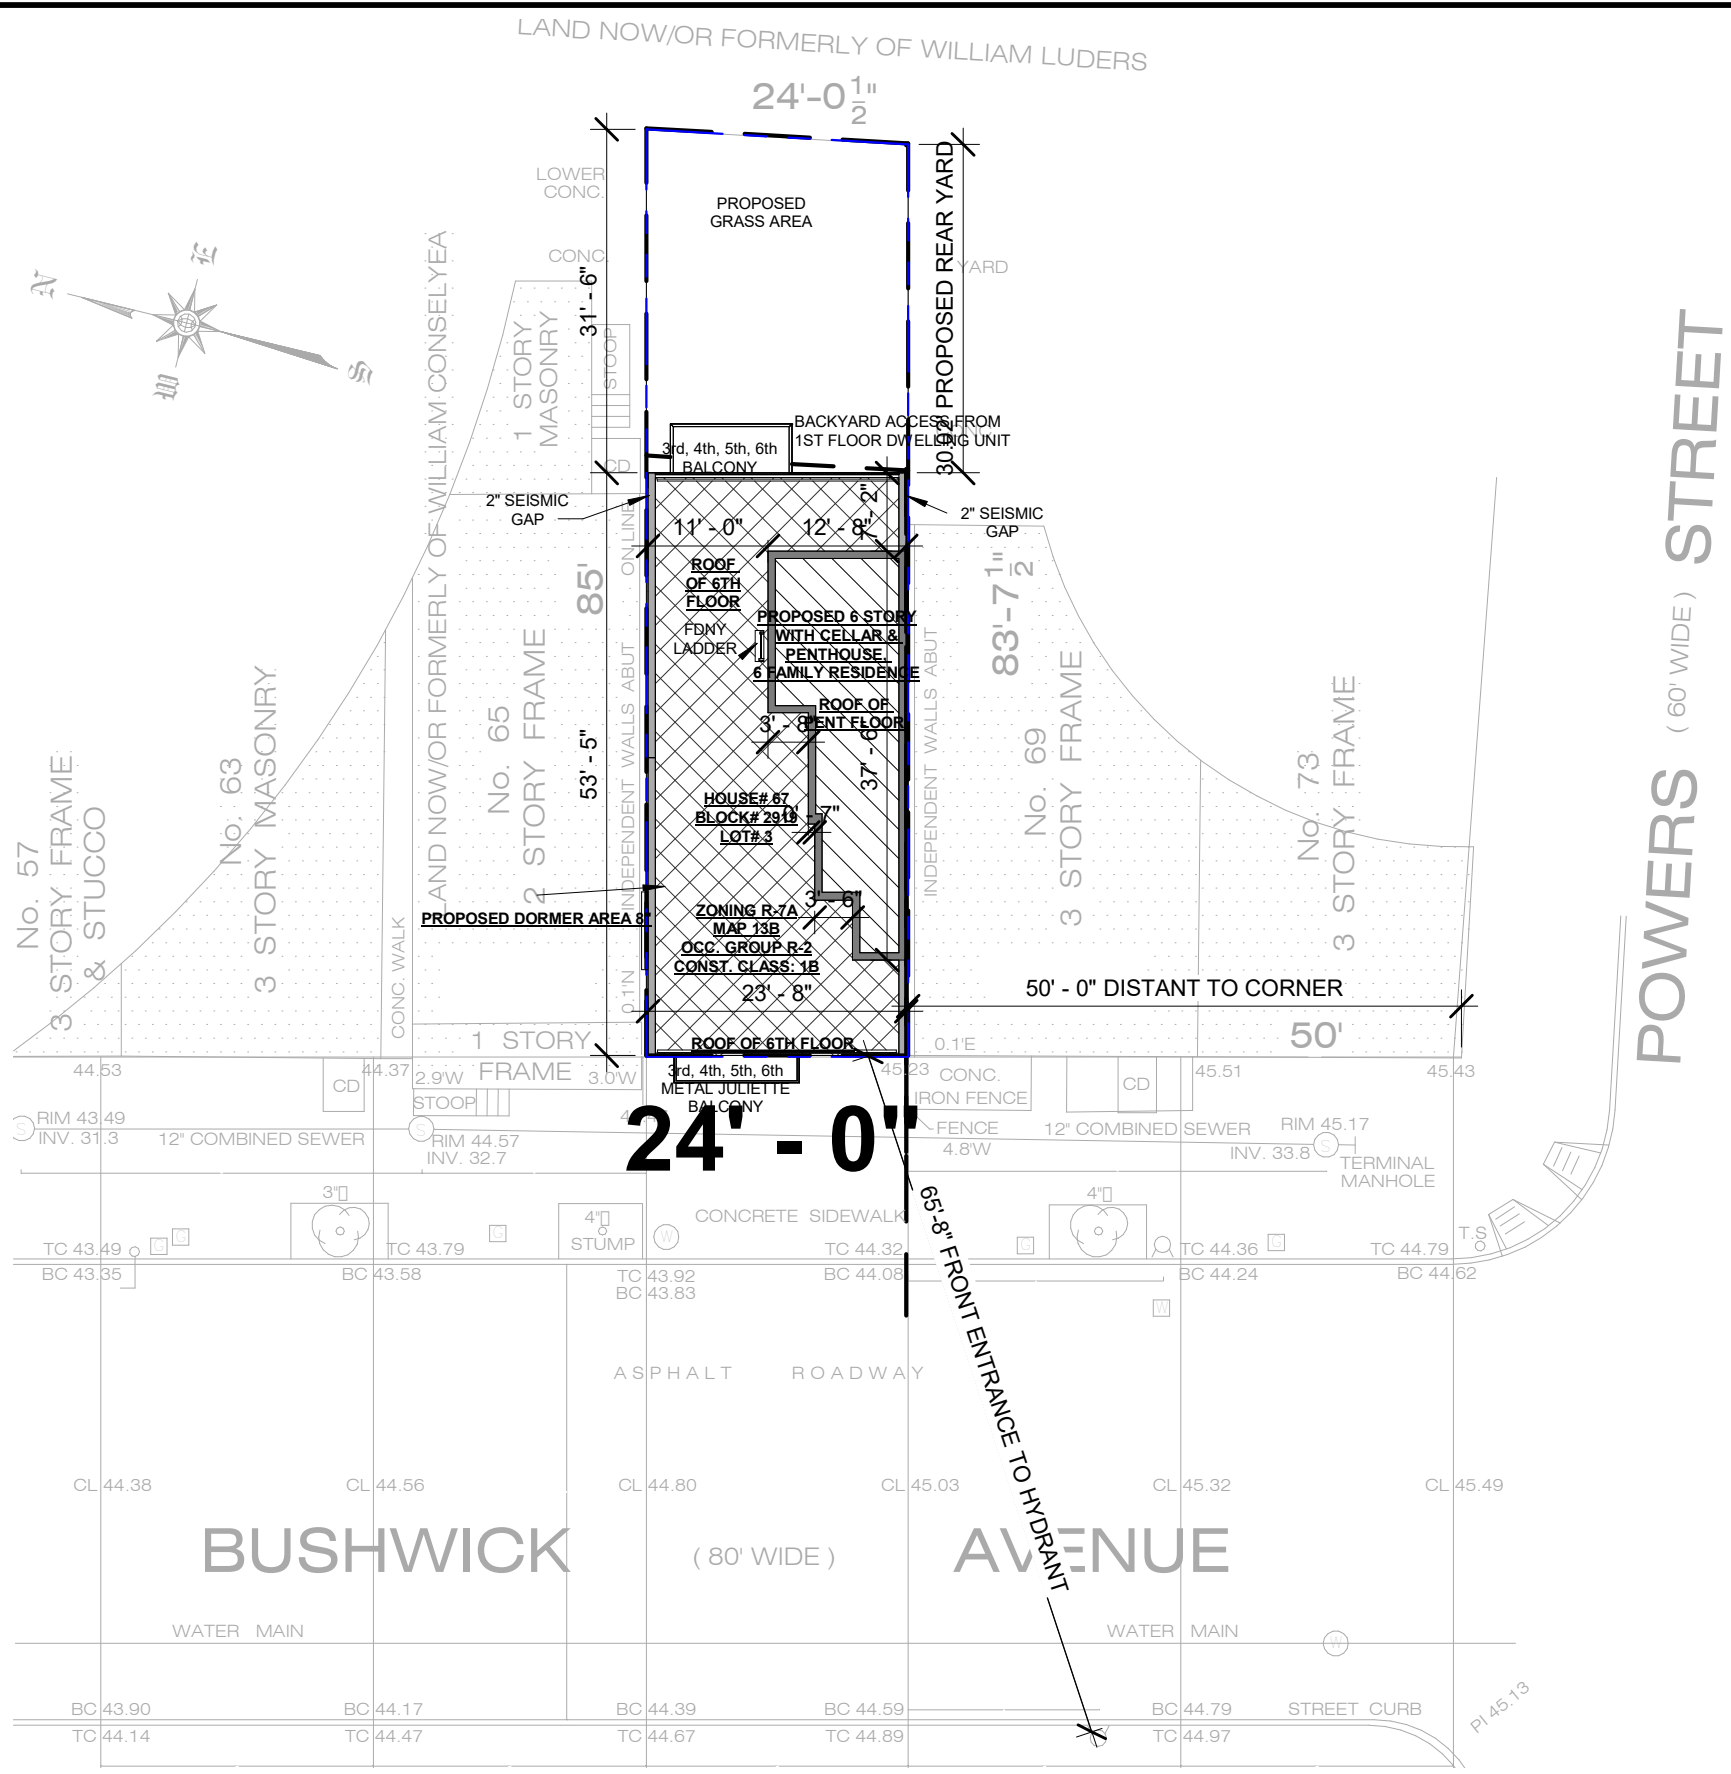 LAND NOW/OR FORMERLY OF WILLIAM LUDERS
24'-0 1/2"
LOWER
CONC.
PROPOSED
GRASS AREA
30.02' PROPOSED REAR YARD
CONC.
YARD
N
E
S
W
31' - 6"
1 STORY
MASONRY
STOOP
CD
LAND NOW/OR FORMERLY OF WILLIAM CONSELYEA
BACKYARD ACCESS FROM
1ST FLOOR DWELLING UNIT
3rd, 4th, 5th, 6th
BALCONY
2" SEISMIC
GAP
2" SEISMIC
GAP
ON LINE
11' - 0"
12' - 8"
7' - 2"
85'
83'-7 1/2"
ROOF
OF 6TH
FLOOR
FDNY
LADDER
PROPOSED 6 STORY
WITH CELLAR &
PENTHOUSE,
6 FAMILY RESIDENCE
ROOF OF
PENT FLOOR
3' - 8"
37' - 6"
53' - 5"
INDEPENDENT WALLS ABUT
INDEPENDENT WALLS ABUT
No. 57
3 STORY FRAME
& STUCCO
No. 63
3 STORY MASONRY
No. 65
2 STORY FRAME
No. 69
3 STORY FRAME
No. 73
3 STORY FRAME
POWERS ( 60' WIDE ) STREET
HOUSE# 67
BLOCK# 2919
LOT# 3
7"
3' - 6"
PROPOSED DORMER AREA 8'
ZONING R-7A
MAP 13B
OCC. GROUP R-2
CONST. CLASS: 1B
23' - 8"
50' - 0" DISTANT TO CORNER
50'
CONC. WALK
0.1'N
1 STORY
FRAME
ROOF OF 6TH FLOOR
0.1'E
44.53
44.37
2.9'W
3.0'W
45.23
45.51
45.43
CD
STOOP
3rd, 4th, 5th, 6th
METAL JULIETTE
BALCONY
CONC.
IRON FENCE
CD
24' - 0"
RIM 43.49
INV. 31.3
12" COMBINED SEWER
S
S
RIM 44.57
INV. 32.7
FENCE
4.8'W
12" COMBINED SEWER
RIM 45.17
INV. 33.8
S
TERMINAL
MANHOLE
3"
4"
STUMP
W
CONCRETE SIDEWALK
4"
T.S
G
G
G
G
G
TC 43.49
BC 43.35
TC 43.79
BC 43.58
TC 43.92
BC 43.83
TC 44.32
BC 44.08
TC 44.36
BC 44.24
TC 44.79
BC 44.62
W
65'-8" FRONT ENTRANCE TO HYDRANT
ASPHALT ROADWAY
CL 44.38
CL 44.56
CL 44.80
CL 45.03
CL 45.32
CL 45.49
BUSHWICK ( 80' WIDE ) AVENUE
WATER MAIN
WATER MAIN
W
BC 43.90
TC 44.14
BC 44.17
TC 44.47
BC 44.39
TC 44.67
BC 44.59
TC 44.89
BC 44.79
TC 44.97
STREET CURB
PI 45.13